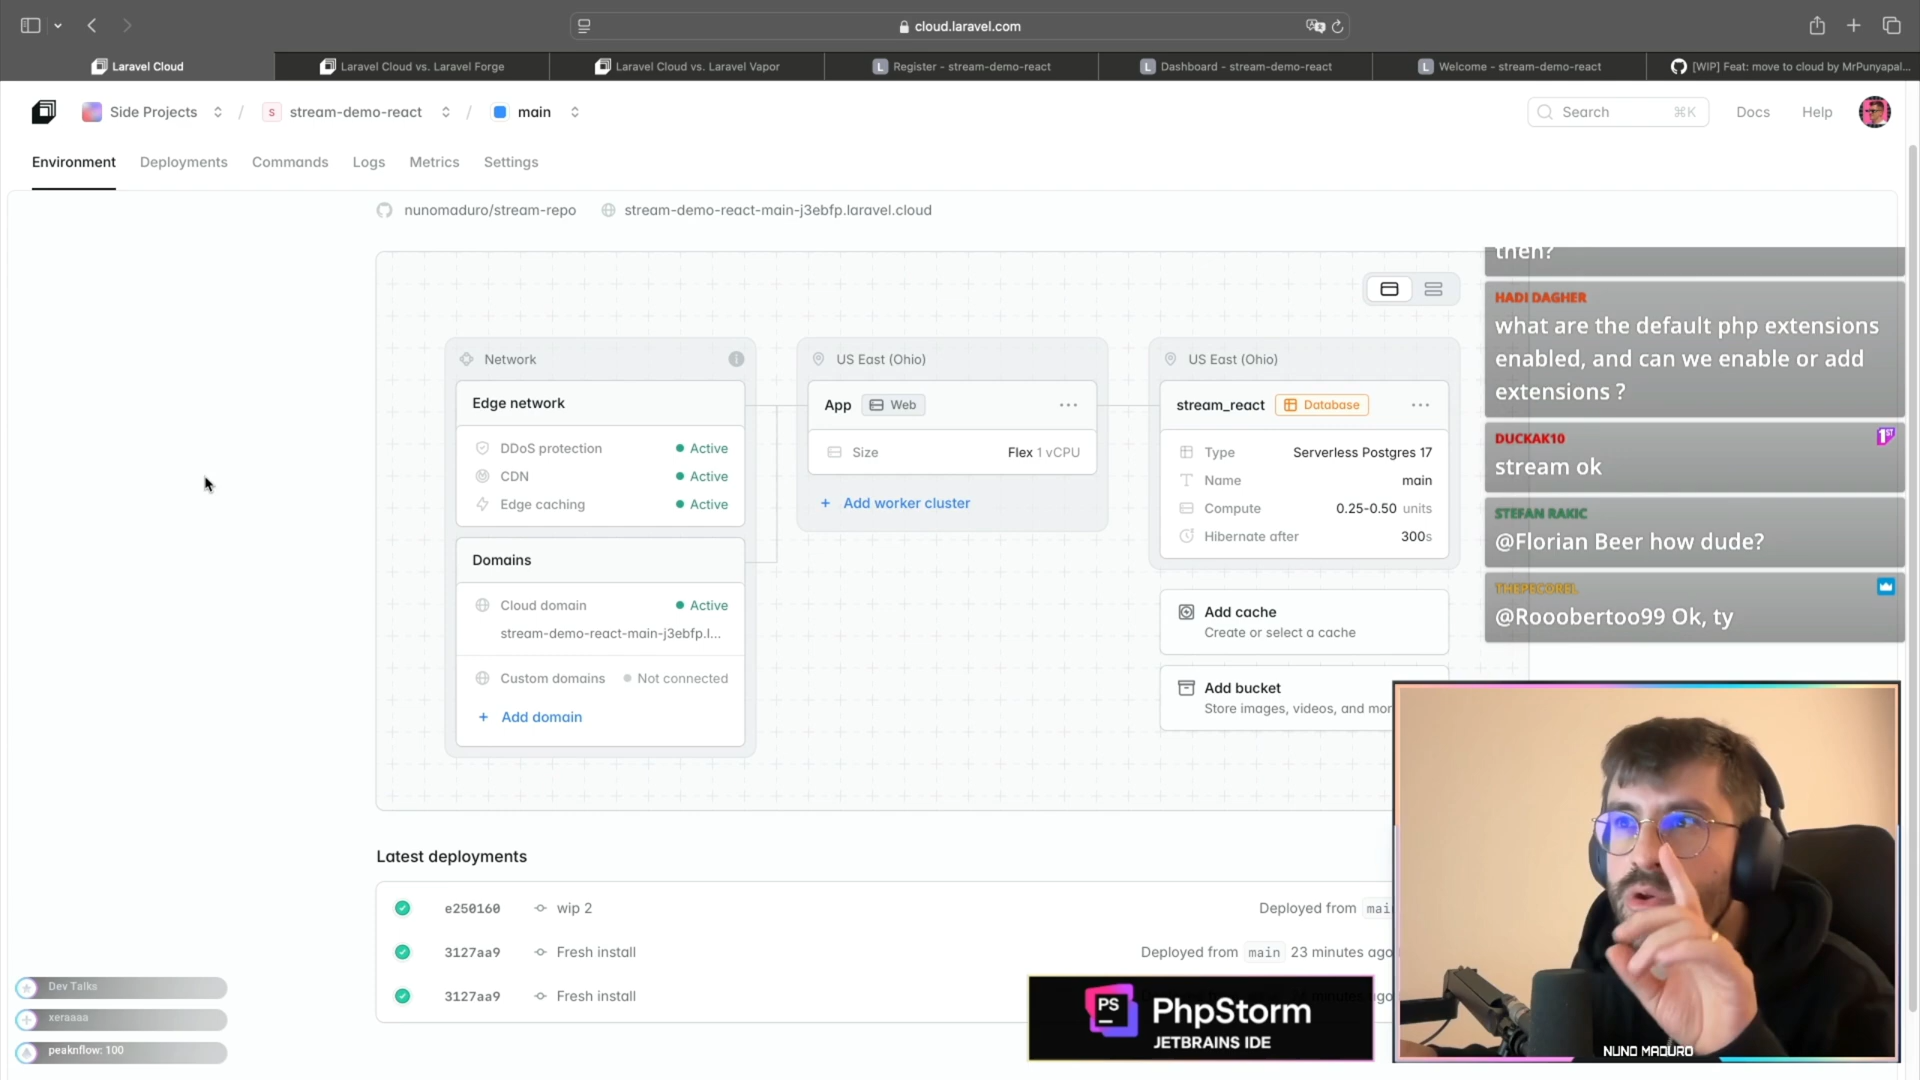 cloud.laravel.com
Laravel Cloud
Laravel Cloud vs. Laravel Forge
Laravel Cloud vs. Laravel Vapor
L Register - stream-demo-react
L Dashboard - stream-demo-react
L Welcome - stream-demo-react
[WIP] Feat: move to cloud by MrPunyapal...
Side Projects / S stream-demo-react / main
Search ⌘K
Docs
Help
Environment
Deployments
Commands
Logs
Metrics
Settings
nunomaduro/stream-repo
stream-demo-react-main-j3ebfp.laravel.cloud
Network
Edge network
DDoS protection Active
CDN Active
Edge caching Active
Domains
Cloud domain Active
stream-demo-react-main-j3ebfp.l...
Custom domains Not connected
+ Add domain
US East (Ohio)
App Web ...
Size Flex 1 vCPU
+ Add worker cluster
US East (Ohio)
stream_react Database ...
Type Serverless Postgres 17
Name main
Compute 0.25-0.50 units
Hibernate after 300s
Add cache
Create or select a cache
Add bucket
Store images, videos, and mor
then?
HADI DAGHER
what are the default php extensions
enabled, and can we enable or add
extensions ?
DUCKAK10
1ST
stream ok
STEFAN RAKIC
@Florian Beer how dude?
@Rooobertoo99 Ok, ty
Latest deployments
e250160 wip 2 Deployed from mai
3127aa9 Fresh install Deployed from main 23 minutes ago
3127aa9 Fresh install
Dev Talks
xeraaaa
peaknflow: 100
PS
PhpStorm
JETBRAINS IDE
NUNO MADURO